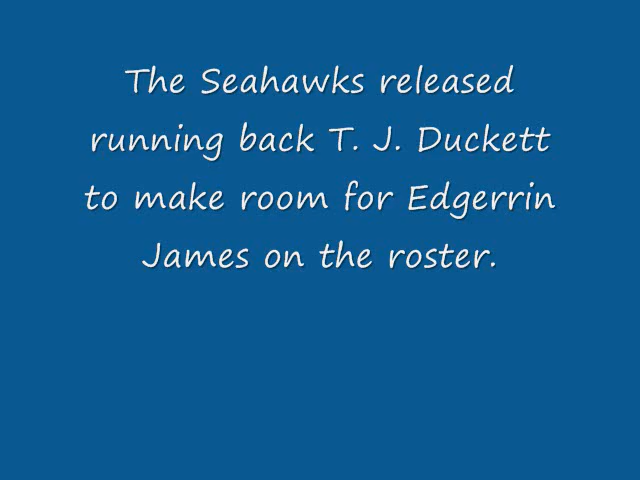 The Seahawks released
running back T. J. Duckett
to make room for Edgerrin
James on the roster.